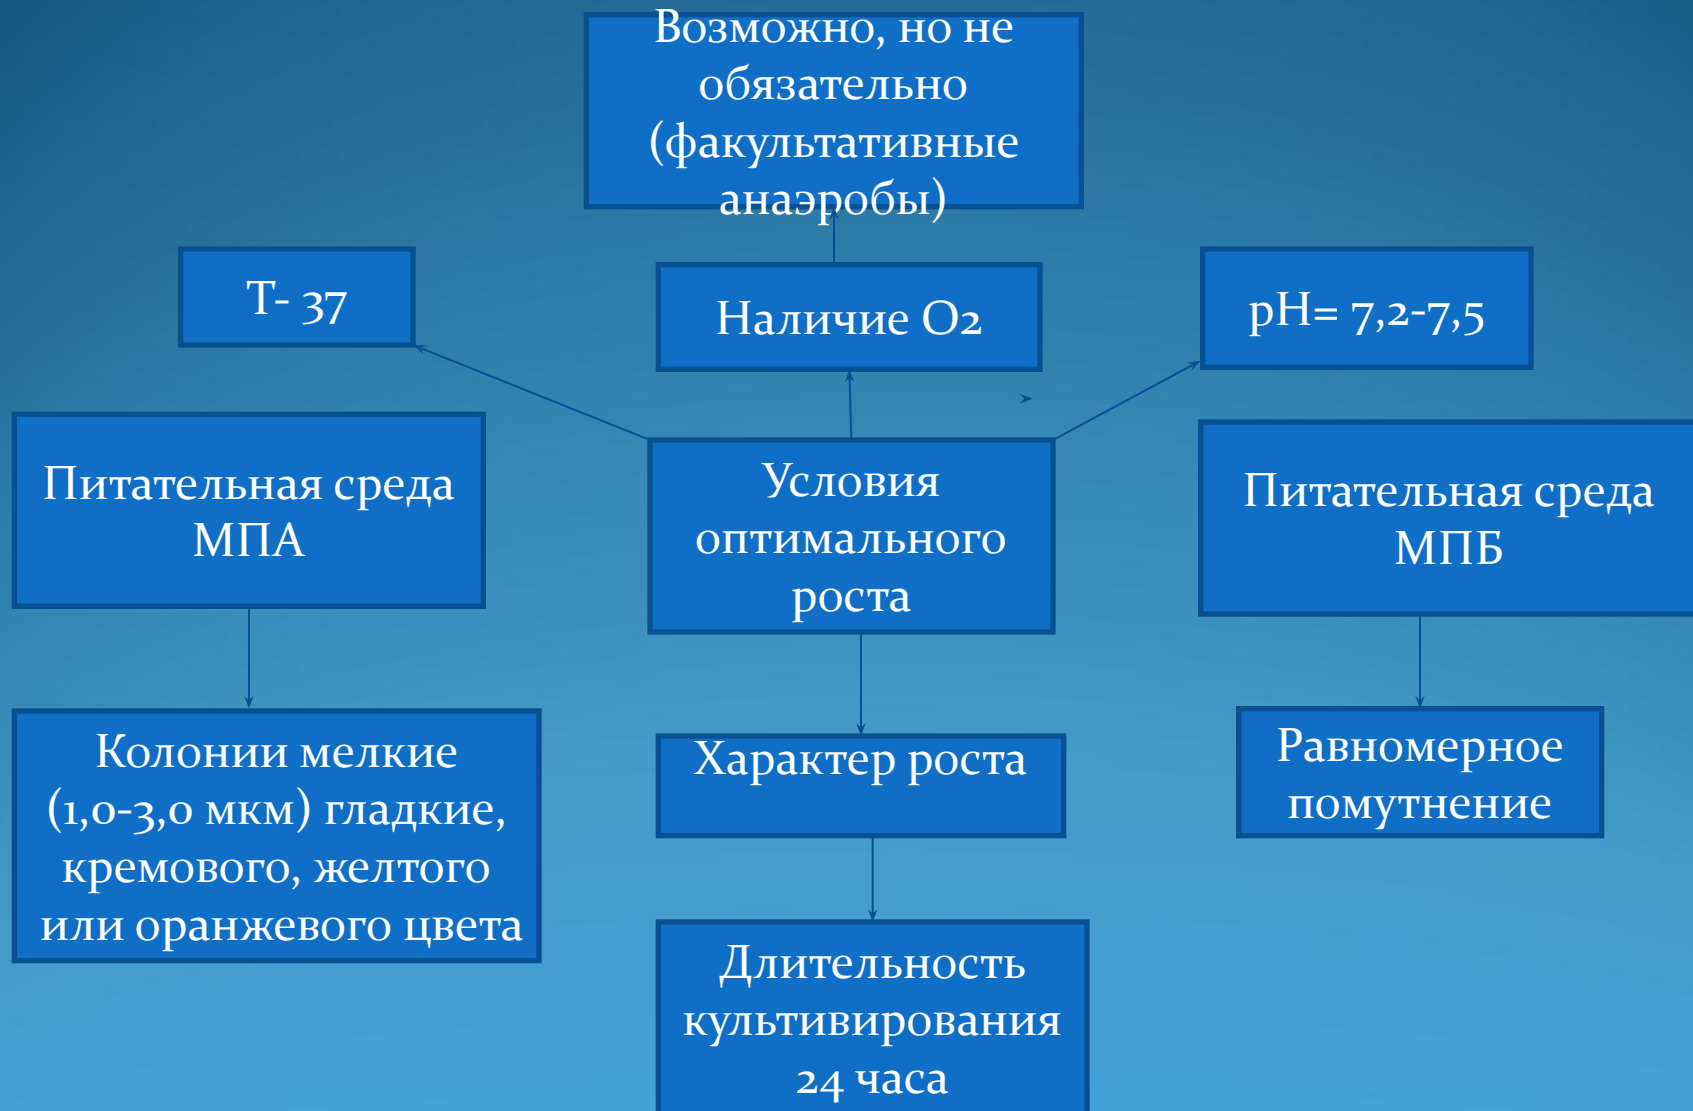 Возможно, но не
обязательно
(факультативные
анаэробы)
Т- 37
Наличие О2
рН= 7,2-7,5
Питательная среда
МПА
Условия
оптимального
роста
Питательная среда
МПБ
Колонии мелкие
(1,0-3,0 мкм) гладкие,
кремового, желтого
или оранжевого цвета
Характер роста
Равномерное
помутнение
Длительность
культивирования
24 часа